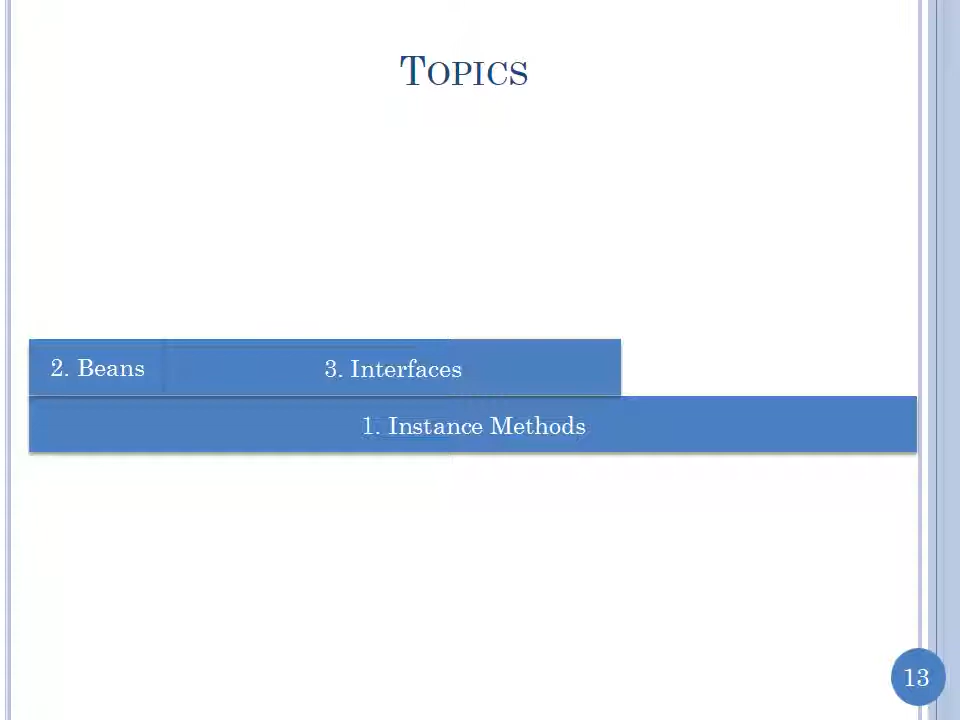 TOPICS
2. Beans
3. Interfaces
1. Instance Methods
13